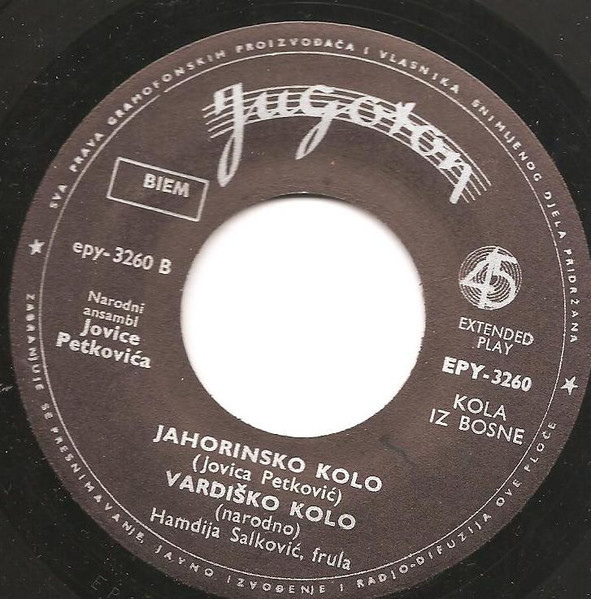 SVA PRAVA GRAMOFONSKIH PROIZVOĐAČA I VLASNIKA SNIMLJENOG DJELA PRIDRŽANA
Jugoton
BIEM
epy-3260 B
45
Narodni
ansambl
Jovice
Petkovića
EXTENDED
PLAY
EPY-3260
KOLA
IZ BOSNE
JAHORINSKO KOLO
(Jovica Petković)
VARDIŠKO KOLO
(narodno)
Hamdija Salković, frula
ZABRANJUJE SE PRESNIMAVANJE, JAVNO IZVOĐENJE I RADIO-DIFUZIJA OVE PLOČE